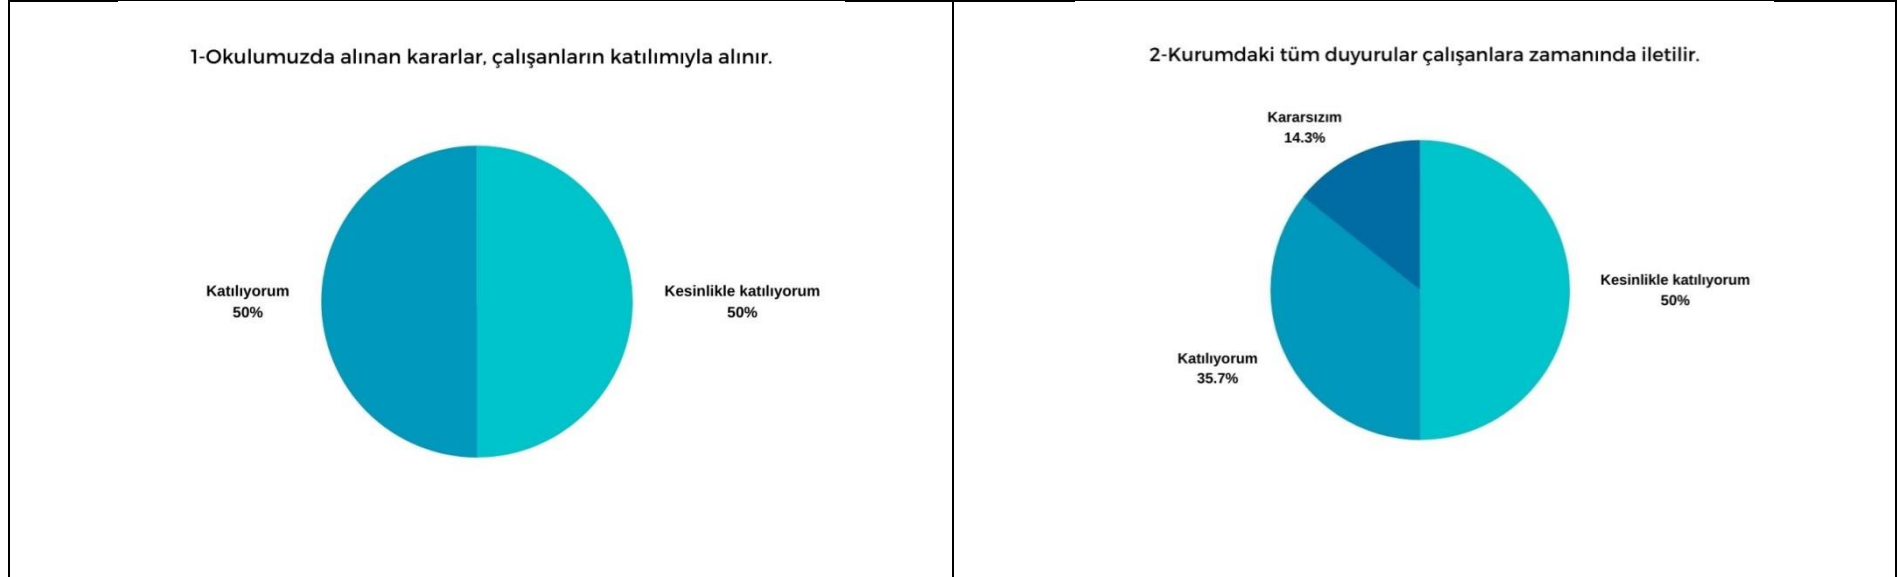 1-Okulumuzda alınan kararlar, çalışanların katılımıyla alınır.
Katılıyorum
50%
Kesinlikle katılıyorum
50%
2-Kurumdaki tüm duyurular çalışanlara zamanında iletilir.
Kararsızım
14.3%
Kesinlikle katılıyorum
50%
Katılıyorum
35.7%